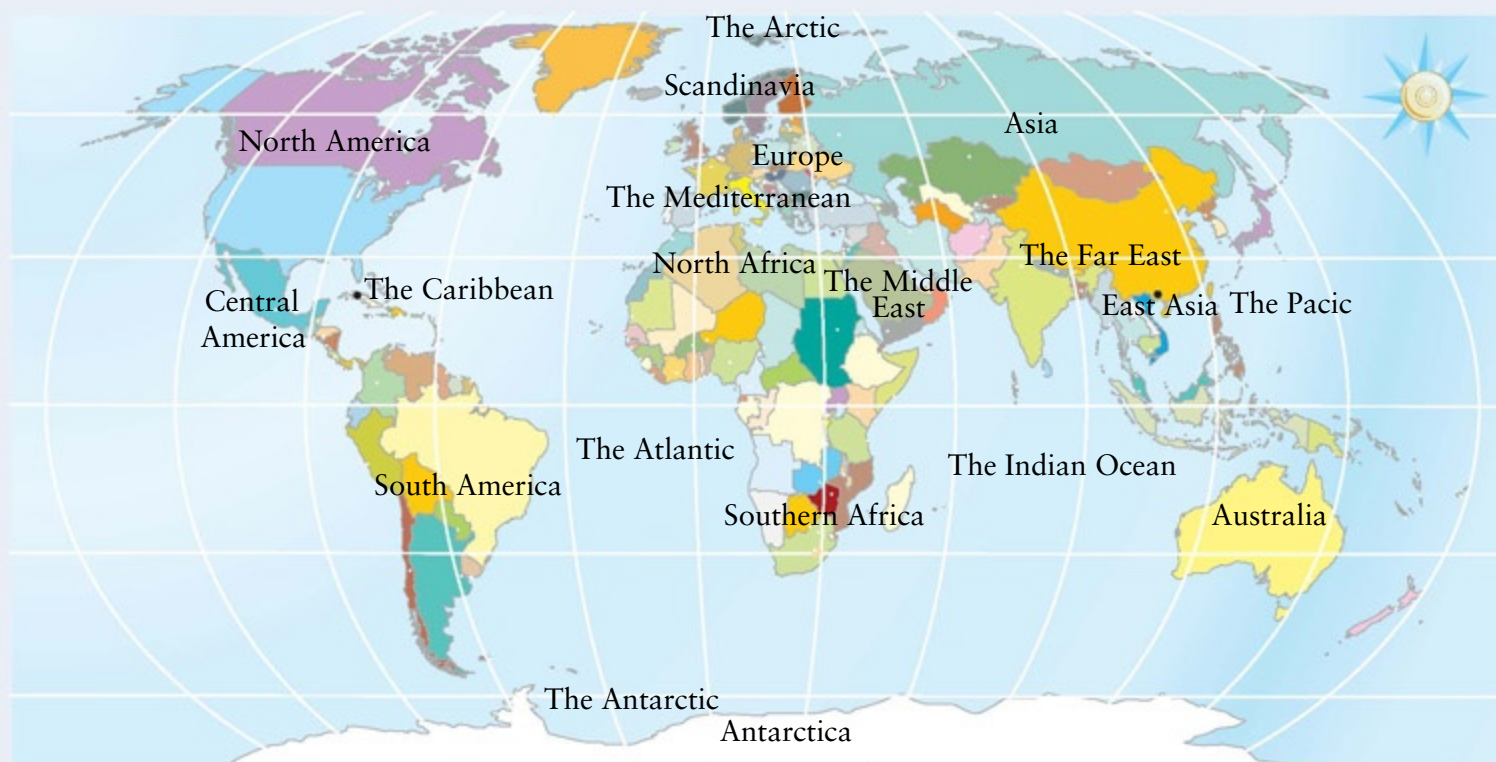 The Arctic
Scandinavia
Asia
North America
Europe
The Mediterranean
North Africa
The Far East
The Middle
East
The Caribbean
Central
America
East Asia
The Pacic
The Atlantic
The Indian Ocean
South America
Southern Africa
Australia
The Antarctic
Antarctica